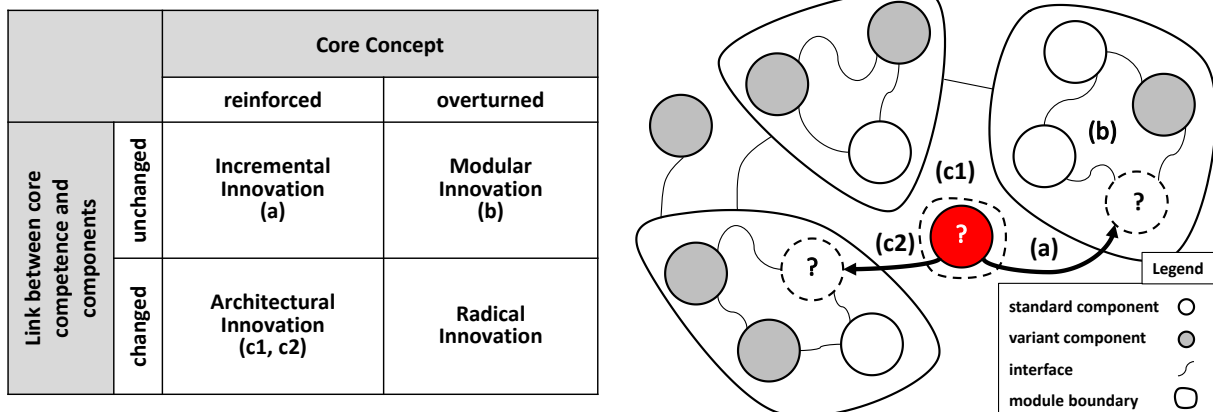 Core Concept
reinforced
overturned
Link between core
competence and
components
unchanged
Incremental
Innovation
(a)
Modular
Innovation
(b)
changed
Architectural
Innovation
(c1, c2)
Radical
Innovation
(b)
(c1)
?
?
(c2)
(a)
?
Legend
standard component
variant component
interface
module boundary